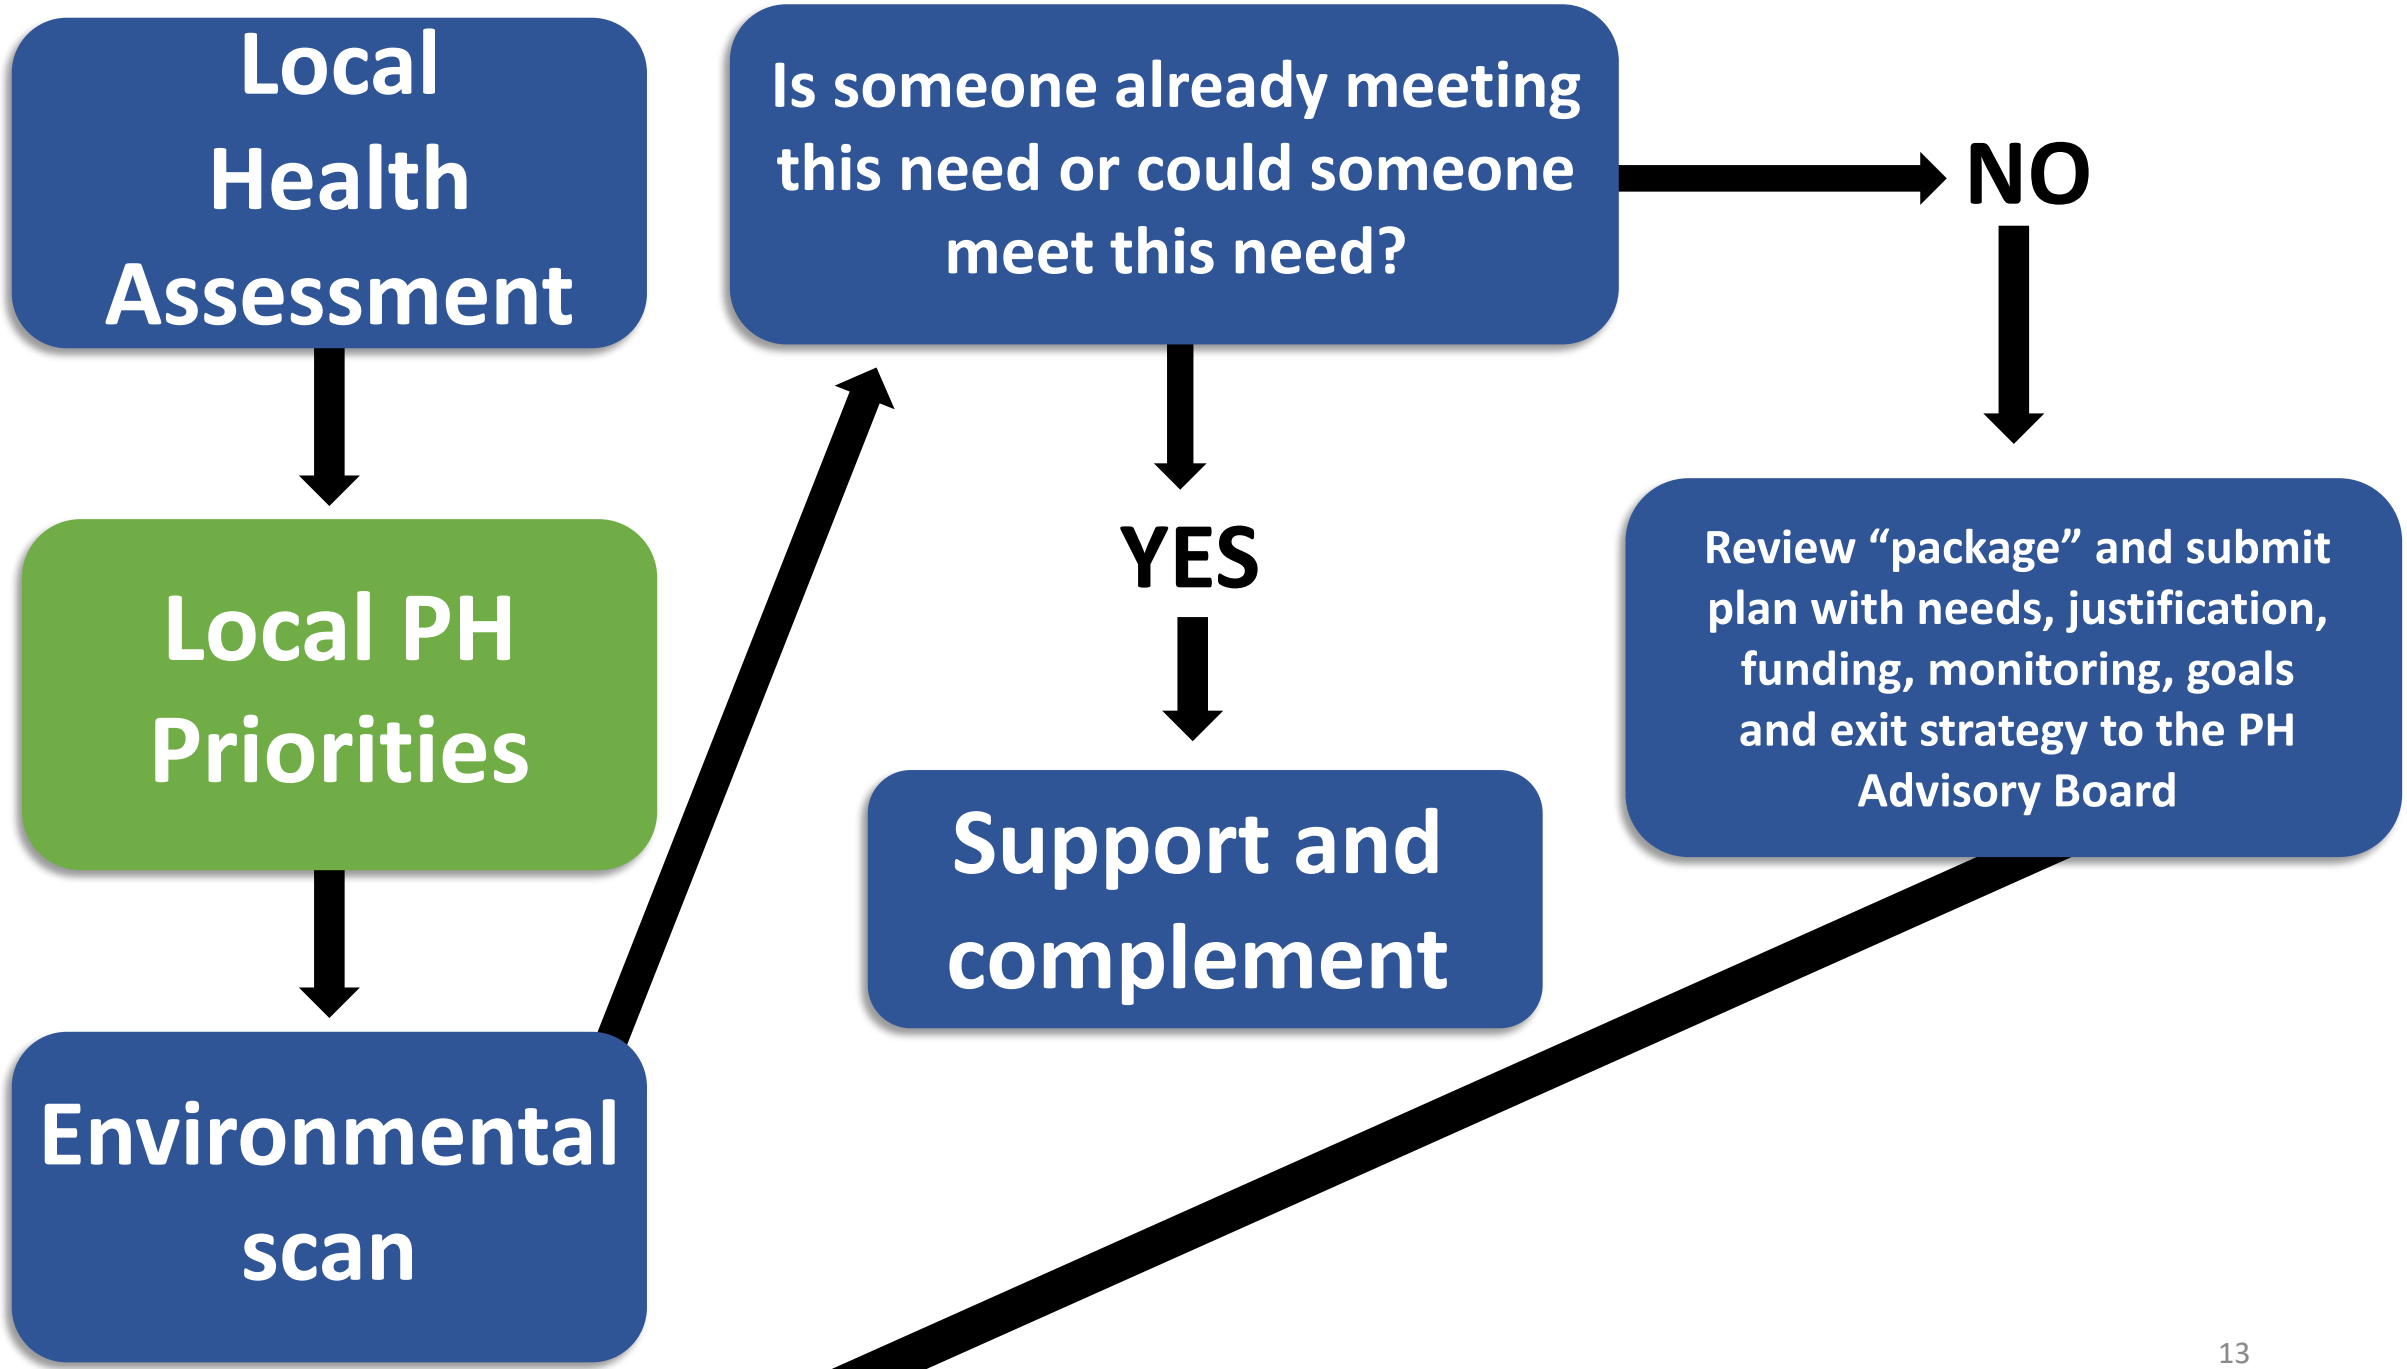 Local
Health
Assessment
Local PH
Priorities
Environmental
scan
Is someone already meeting
this need or could someone
meet this need?
YES
Support and
complement
NO
Review “package” and submit
plan with needs, justification,
funding, monitoring, goals
and exit strategy to the PH
Advisory Board
13